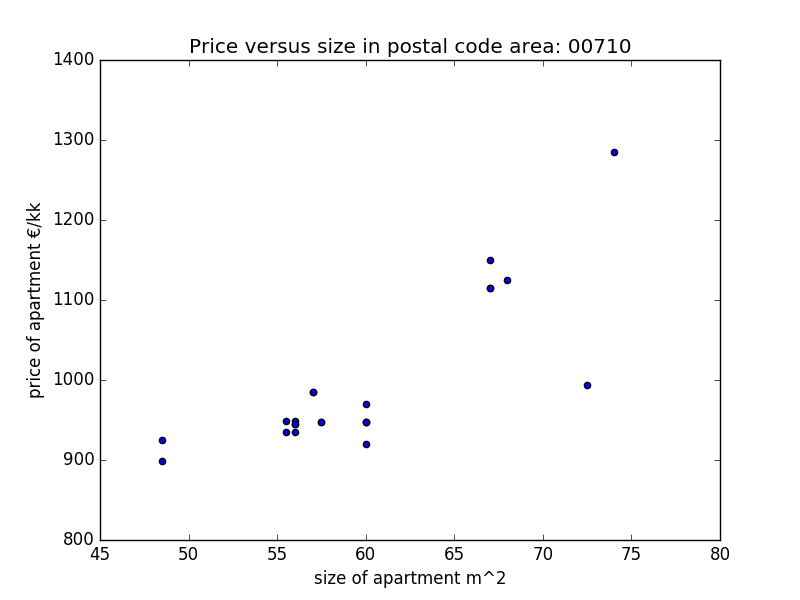 Price versus size in postal code area: 00710
1400
1300
1200
1100
1000
900
800
price of apartment €/kk
45 50 55 60 65 70 75 80
size of apartment m^2